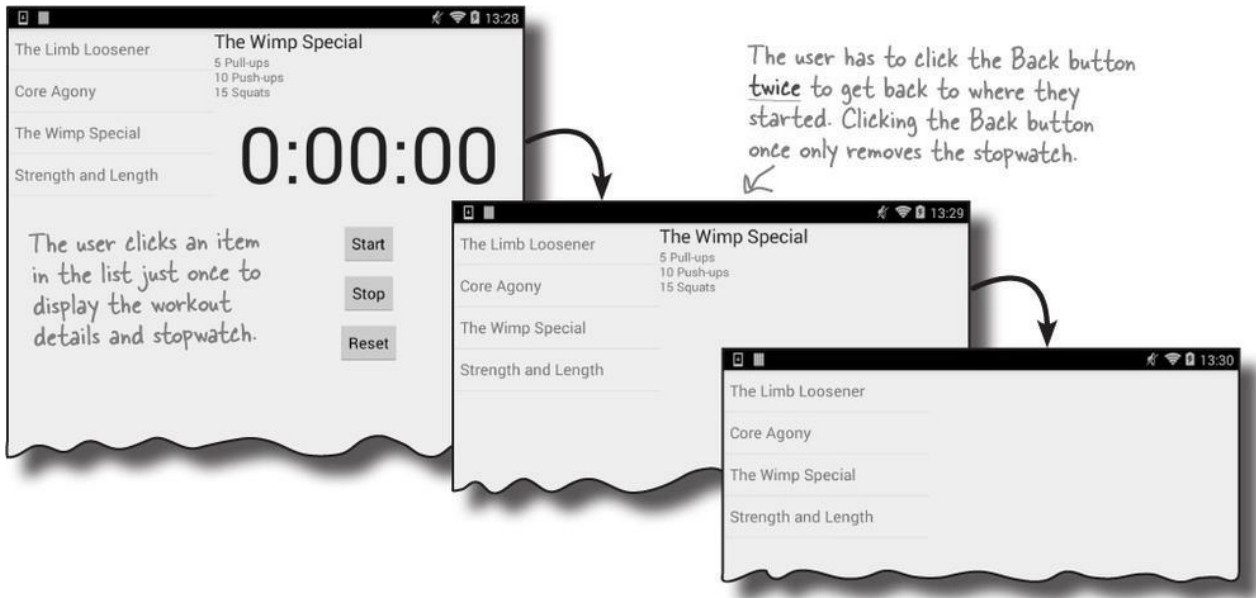 13:28
The Limb Loosener
Core Agony
The Wimp Special
Strength and Length
The Wimp Special
5 Pull-ups
10 Push-ups
15 Squats
0:00:00
Start
Stop
Reset
The user clicks an item
in the list just once to
display the workout
details and stopwatch.
The user has to click the Back button
twice to get back to where they
started. Clicking the Back button
once only removes the stopwatch.
13:29
The Limb Loosener
Core Agony
The Wimp Special
Strength and Length
The Wimp Special
5 Pull-ups
10 Push-ups
15 Squats
13:30
The Limb Loosener
Core Agony
The Wimp Special
Strength and Length